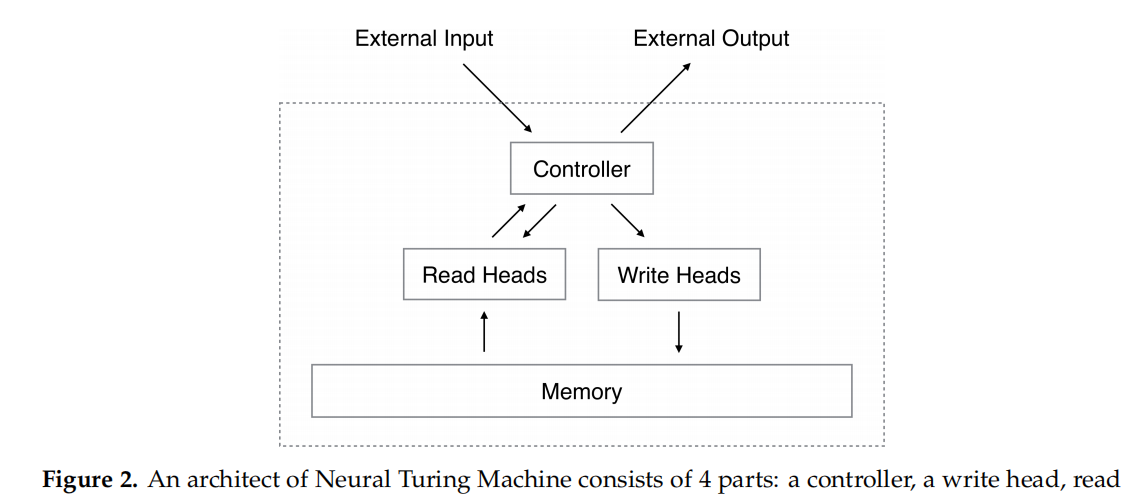 External Input External Output
Controller
Read Heads Write Heads
Memory
Figure 2. An architect of Neural Turing Machine consists of 4 parts: a controller, a write head, read